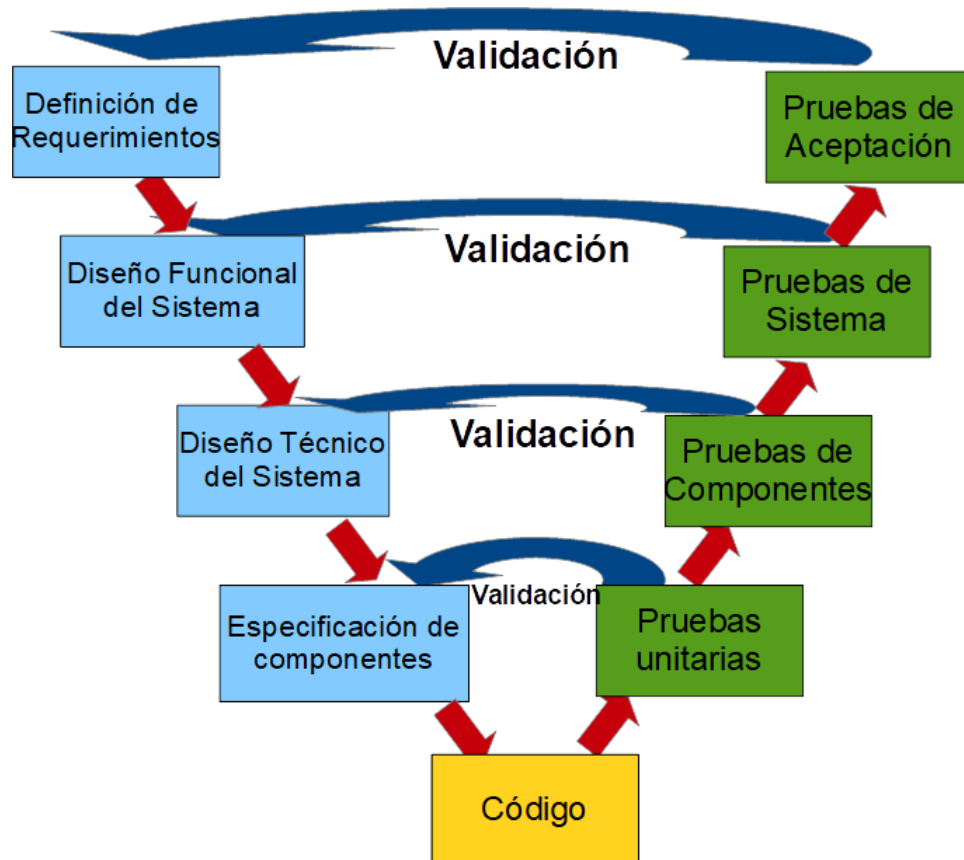 Validación
Definición de
Requerimientos
Pruebas de
Aceptación
Validación
Diseño Funcional
del Sistema
Pruebas de
Sistema
Validación
Diseño Técnico
del Sistema
Pruebas de
Componentes
Validación
Especificación de
componentes
Pruebas
unitarias
Código